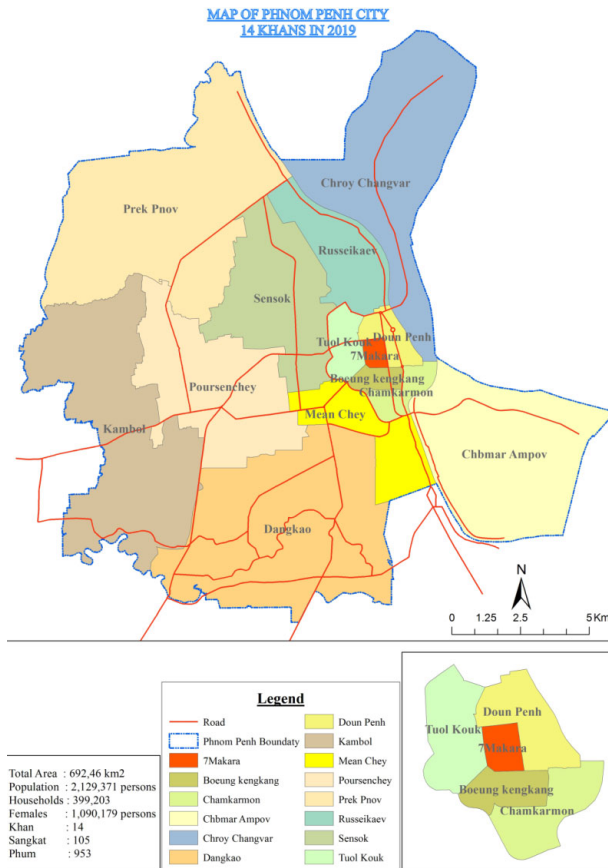 MAP OF PHNOM PENH CITY
14 KHANS IN 2019
Chroy Changvar
Prek Pnov
Russeikaev
Sensok
Tuol Kouk
Doun Penh
7Makara
Boeung kengkang
Poursenchey
Chamkarmon
Mean Chey
Kambol
Chbmar Ampov
Dangkao
N
0 1.25 2.5 5 Km
Legend
Road
Phnom Penh Boundaty
7Makara
Boeung kengkang
Chamkarmon
Chbmar Ampov
Chroy Changvar
Dangkao
Doun Penh
Kambol
Mean Chey
Poursenchey
Prek Pnov
Russeikaev
Sensok
Tuol Kouk
Total Area : 692,46 km2
Population : 2,129,371 persons
Households : 399,203
Females : 1,090,179 persons
Khan : 14
Sangkat : 105
Phum : 953
Doun Penh
Tuol Kouk
7Makara
Boeung kengkang
Chamkarmon